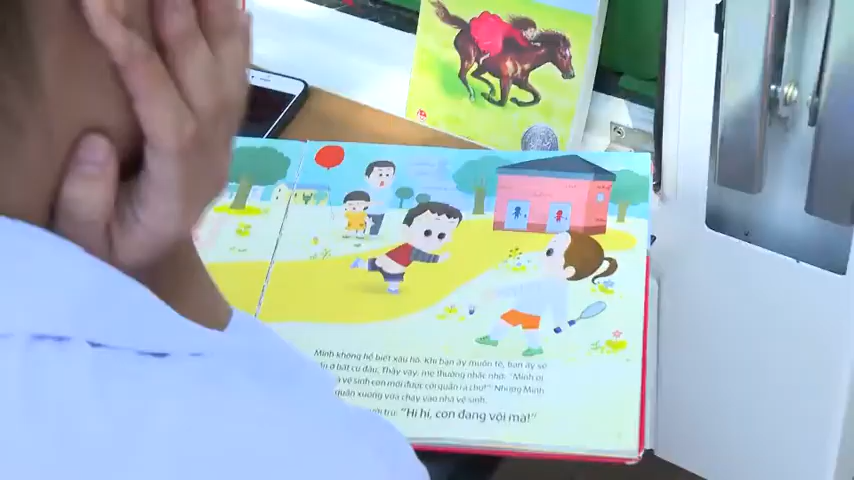 Minh không hề biết xấu hổ. Khi bạn ấy muốn tè, bạn ấy sẽ
ở bất cứ đâu. Thấy vậy, mẹ thường nhắc nhở: "Minh ơi
vệ sinh con mới được cởi quần ra chứ!" Nhưng Minh
quần xuống vừa chạy vào nhà vệ sinh.
"Hi hi, con đang vội mà!"